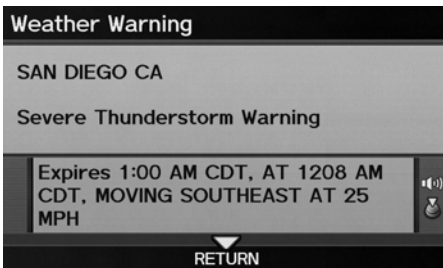 Weather Warning
SAN DIEGO CA
Severe Thunderstorm Warning
Expires 1:00 AM CDT, AT 1208 AM
CDT, MOVING SOUTHEAST AT 25
MPH
RETURN